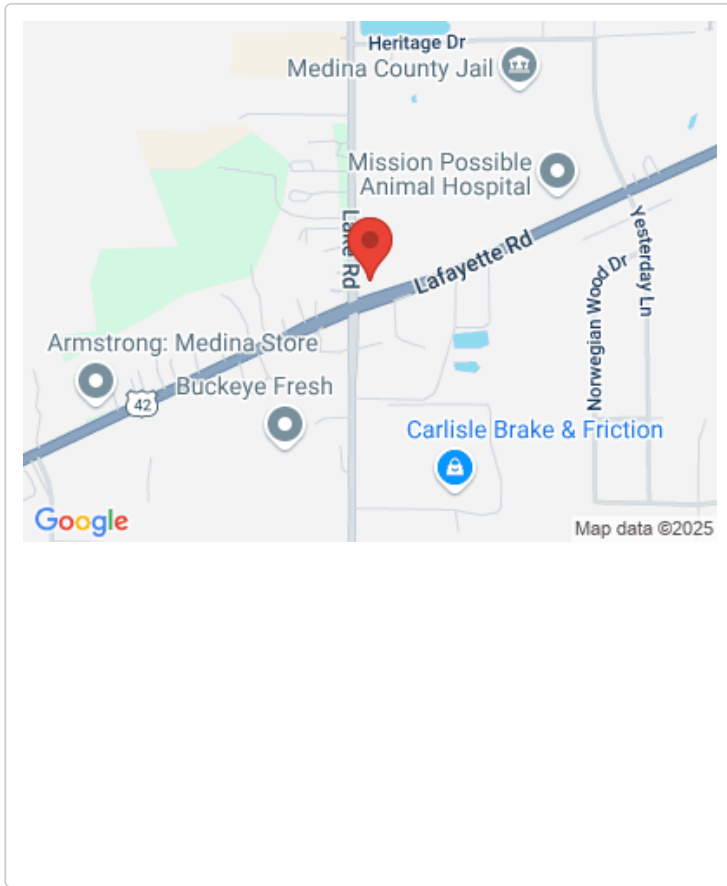 Heritage Dr
Medina County Jail
Mission Possible
Animal Hospital
Lake Rd
Lafayette Rd
Yesterday Ln
Norwegian Wood Dr
Armstrong: Medina Store
42
Buckeye Fresh
Carlisle Brake & Friction
Google
Map data ©2025